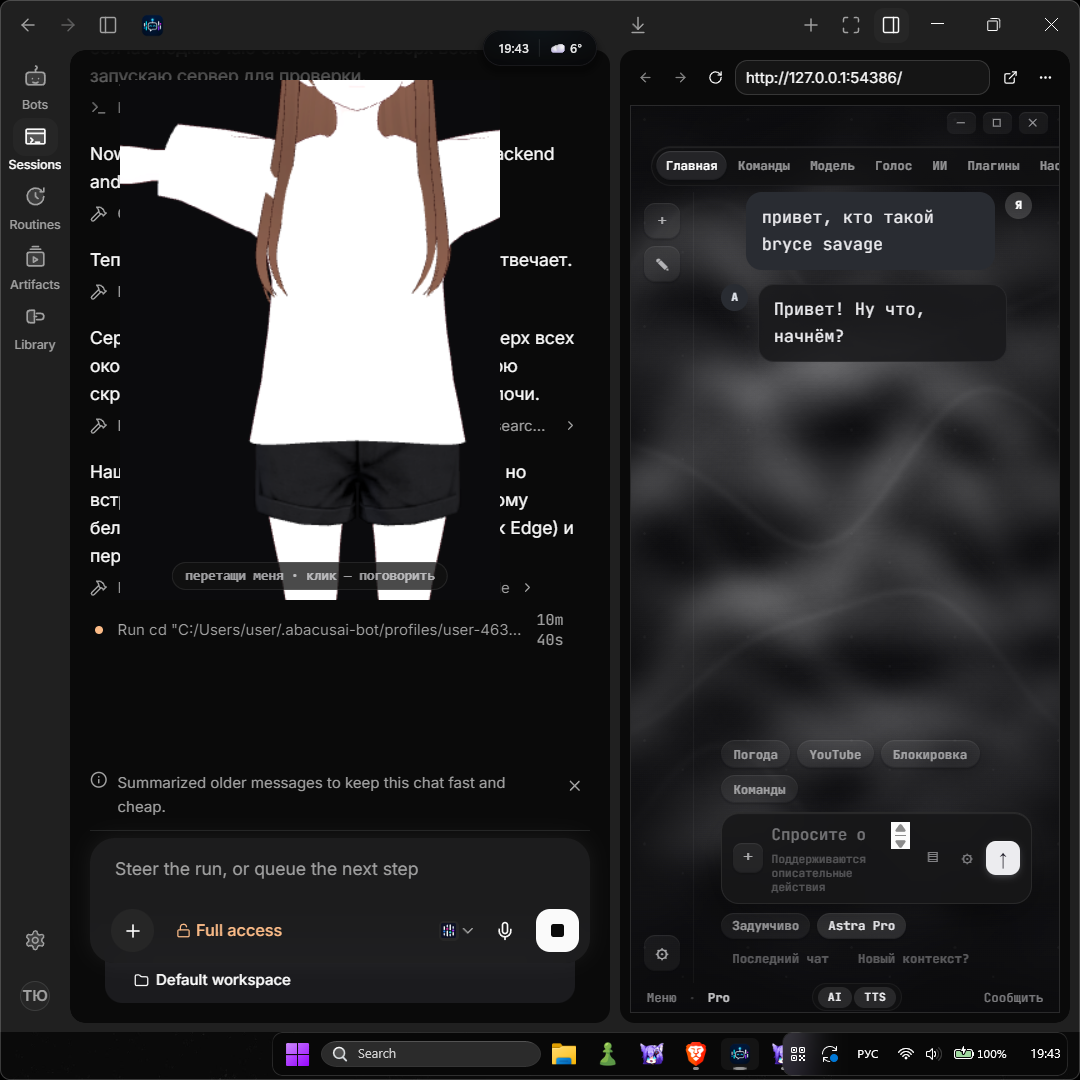 19:43 6°
Bots
Sessions
Routines
Artifacts
Library
ТЮ
запускаю сервер для проверки
ackend
and
твечает.
ерх всех
око
скр
почи.
searc...
но
вст
ому
бел
Edge) и
пер
перетащи меня • клик — поговорить
Run cd "C:/Users/user/.abacusai-bot/profiles/user-463...
10m
40s
Summarized older messages to keep this chat fast and
cheap.
Steer the run, or queue the next step
Full access
Default workspace
http://127.0.0.1:54386/
Главная Команды Модель Голос ИИ Плагины Нас
привет, кто такой
bryce savage
Я
А
Привет! Ну что,
начнём?
Погода YouTube Блокировка
Команды
Спросите о
Поддерживаются
описательные
действия
Задумчиво Astra Pro
Последний чат Новый контекст?
Меню · Pro AI TTS Сообщить
Search
РУС 100% 19:43